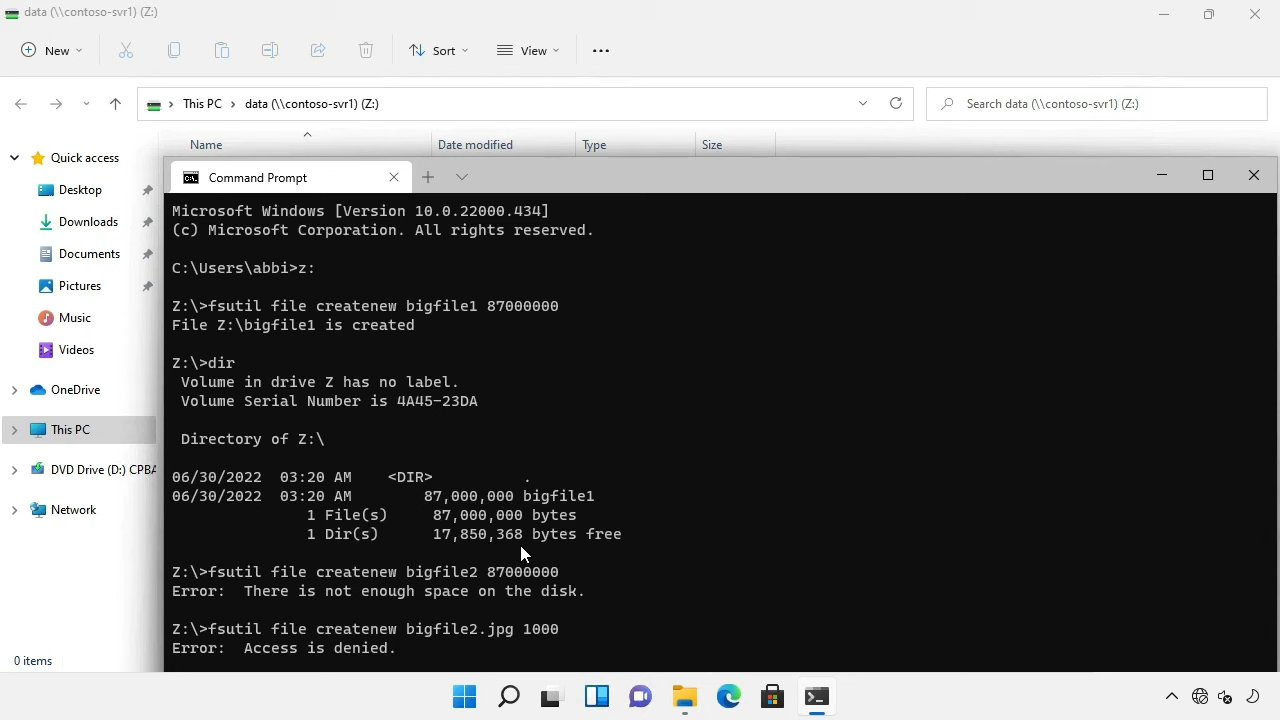 data (\\contoso-svr1) (Z:)
New
Sort
View
This PC > data (\\contoso-svr1) (Z:)
Search data (\\contoso-svr1) (Z:)
Name
Date modified
Type
Size
Quick access
Desktop
Downloads
Documents
Pictures
Music
Videos
OneDrive
This PC
DVD Drive (D:) CPBA
Network
0 items
Command Prompt
Microsoft Windows [Version 10.0.22000.434]
(c) Microsoft Corporation. All rights reserved.
C:\Users\abbi>z:
Z:\>fsutil file createnew bigfile1 87000000
File Z:\bigfile1 is created
Z:\>dir
Volume in drive Z has no label.
Volume Serial Number is 4A45-23DA
Directory of Z:\
06/30/2022  03:20 AM    <DIR>          .
06/30/2022  03:20 AM        87,000,000 bigfile1
1 File(s)     87,000,000 bytes
1 Dir(s)      17,850,368 bytes free
Z:\>fsutil file createnew bigfile2 87000000
Error:  There is not enough space on the disk.
Z:\>fsutil file createnew bigfile2.jpg 1000
Error:  Access is denied.